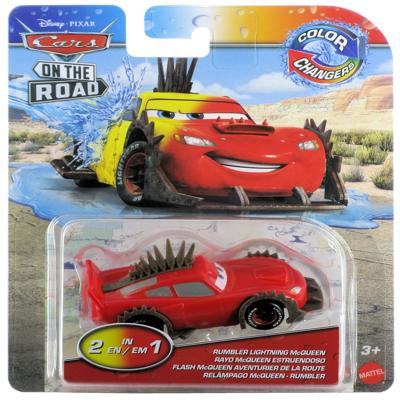 Disney · PIXAR
Cars
ON THE
ROAD
COLOR
CHANGERS
LIGHTYEAR
2 IN
EN/EM 1
RUMBLER LIGHTNING McQUEEN
RAYO McQUEEN ESTRUENDOSO
FLASH McQUEEN AVENTURIER DE LA ROUTE
RELÂMPAGO McQUEEN - RUMBLER
3+
MATTEL